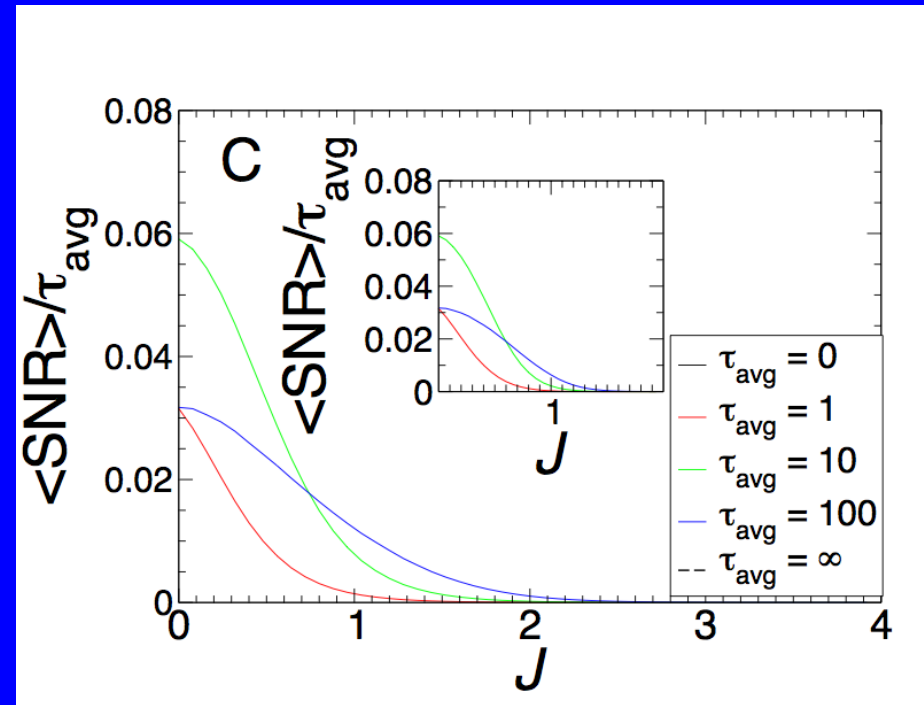 C
<SNR>/τavg
0.08
0.06
0.04
0.02
0
0 1 2 3 4
J
<SNR>/τavg
0.08
0.06
0.04
0.02
0
1
J
τavg = 0
τavg = 1
τavg = 10
τavg = 100
τavg = ∞